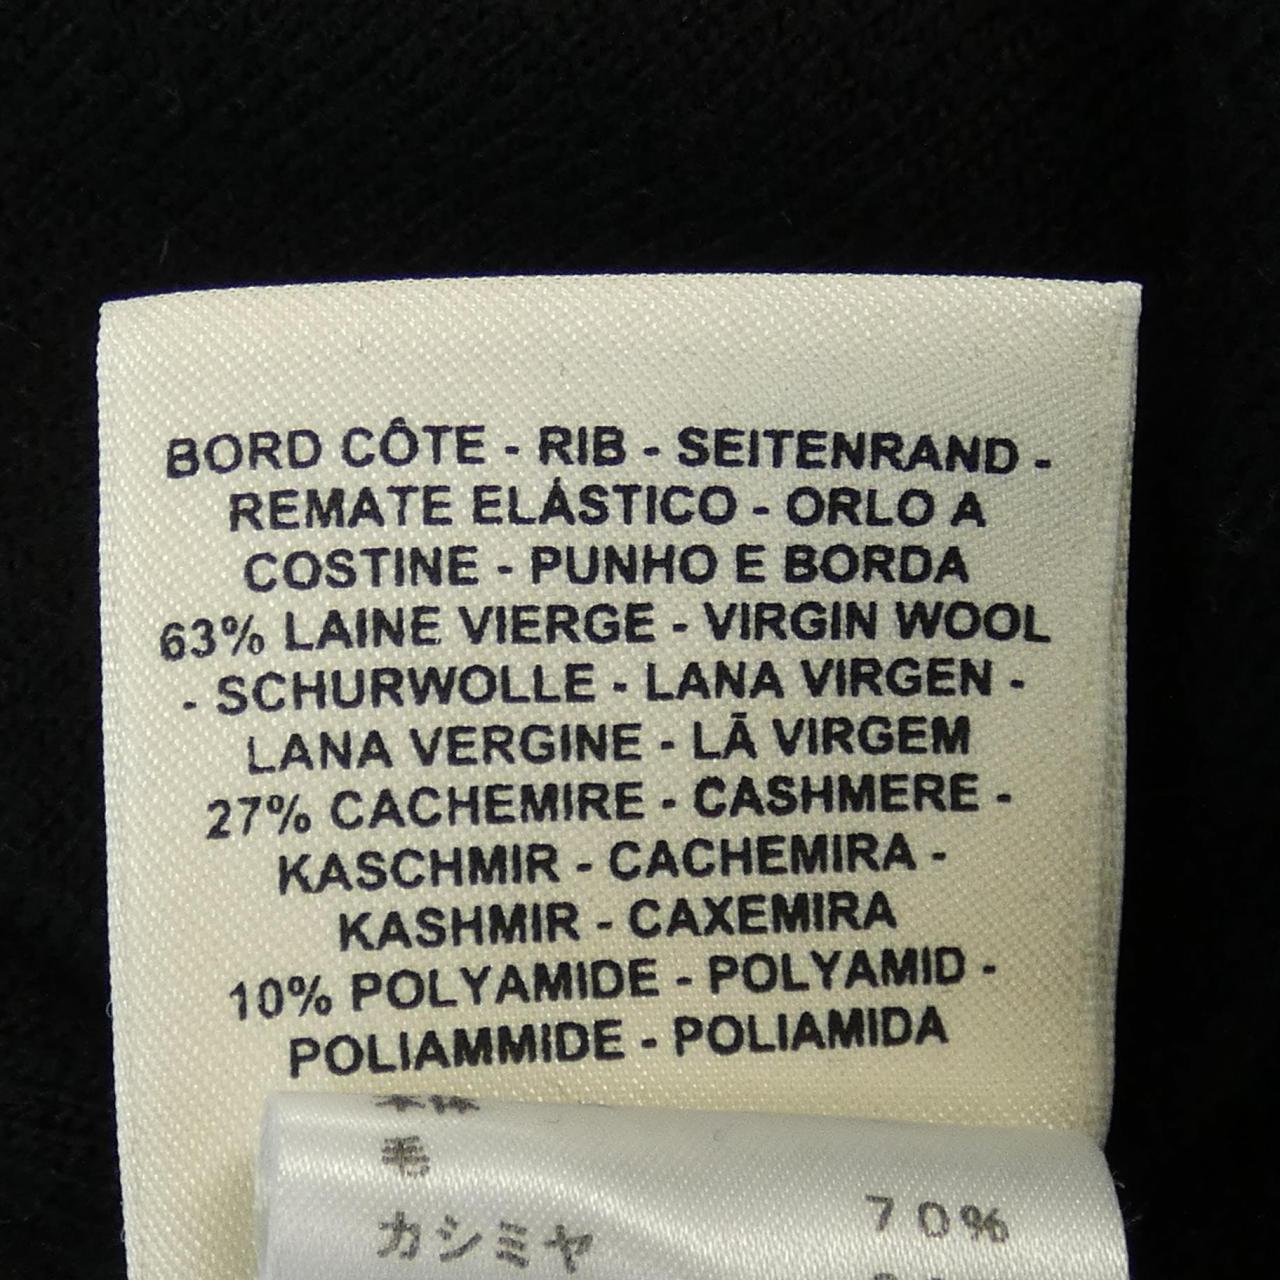 BORD CÔTE - RIB - SEITENRAND -
REMATE ELÁSTICO - ORLO A
COSTINE - PUNHO E BORDA
63% LAINE VIERGE - VIRGIN WOOL
- SCHURWOLLE - LANA VIRGEN -
LANA VERGINE - LÃ VIRGEM
27% CACHEMIRE - CASHMERE -
KASCHMIR - CACHEMIRA -
KASHMIR - CAXEMIRA
10% POLYAMIDE - POLYAMID -
POLIAMMIDE - POLIAMIDA
本体
毛 70%
カシミヤ